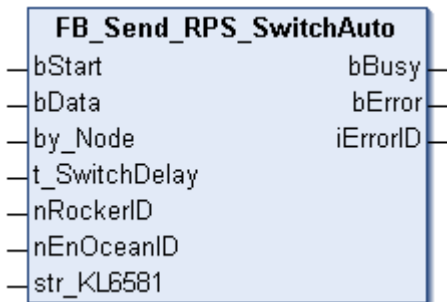 FB_Send_RPS_SwitchAuto
bStart bBusy
bData bError
by_Node iErrorID
t_SwitchDelay
nRockerID
nEnOceanID
str_KL6581